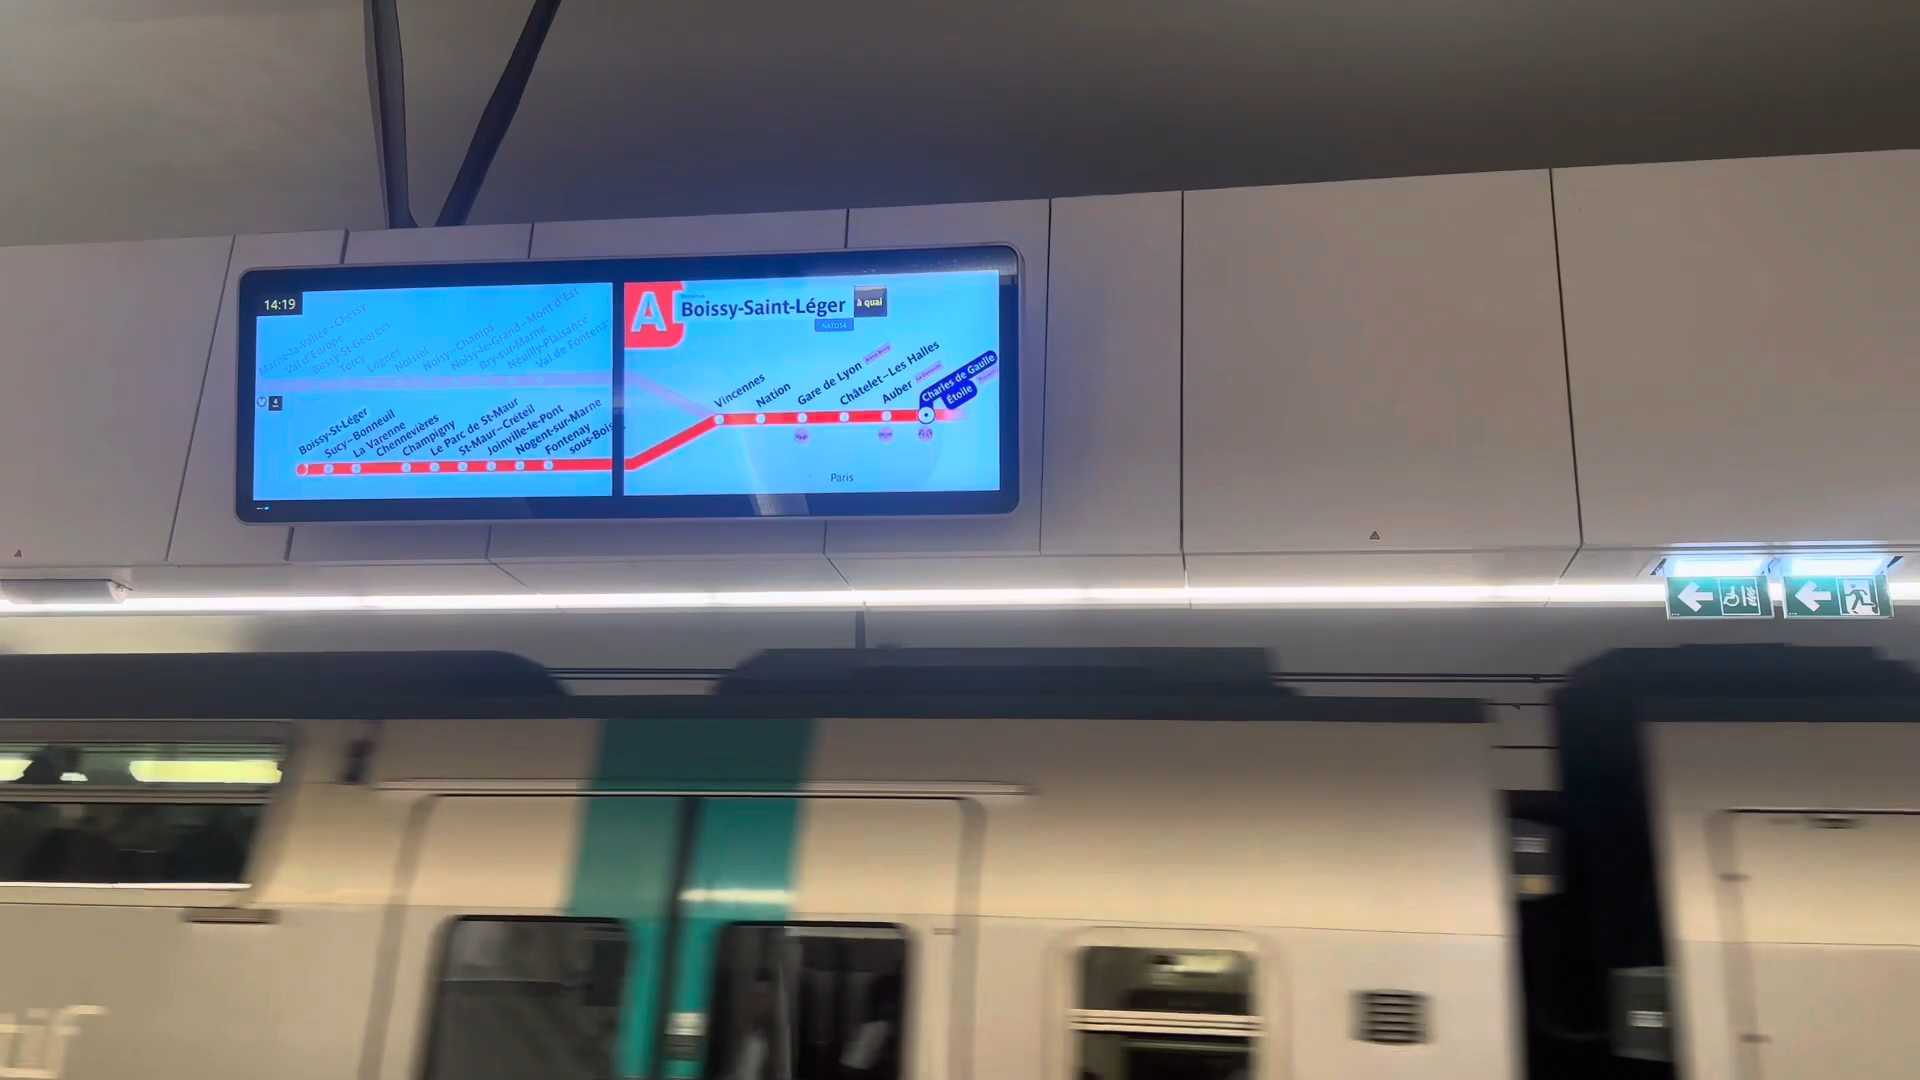 14:19
Marne-la-Vallée–Chessy
Val d'Europe
Bussy-St-Georges
Torcy
Lognes
Noisiel
Noisy–Champs
Noisy-le-Grand–Mont d'Est
Bry-sur-Marne
Neuilly-Plaisance
Val de Fontenay
4
Boissy-St-Léger
Sucy–Bonneuil
La Varenne
Chennevières
Champigny
Le Parc de St-Maur
St-Maur–Créteil
Joinville-le-Pont
Nogent-sur-Marne
Fontenay
sous-Bois
A
Boissy-Saint-Léger
à quai
NATO54
Vincennes
Nation
Gare de Lyon
Châtelet–Les Halles
Auber
Charles de Gaulle
Étoile
Paris